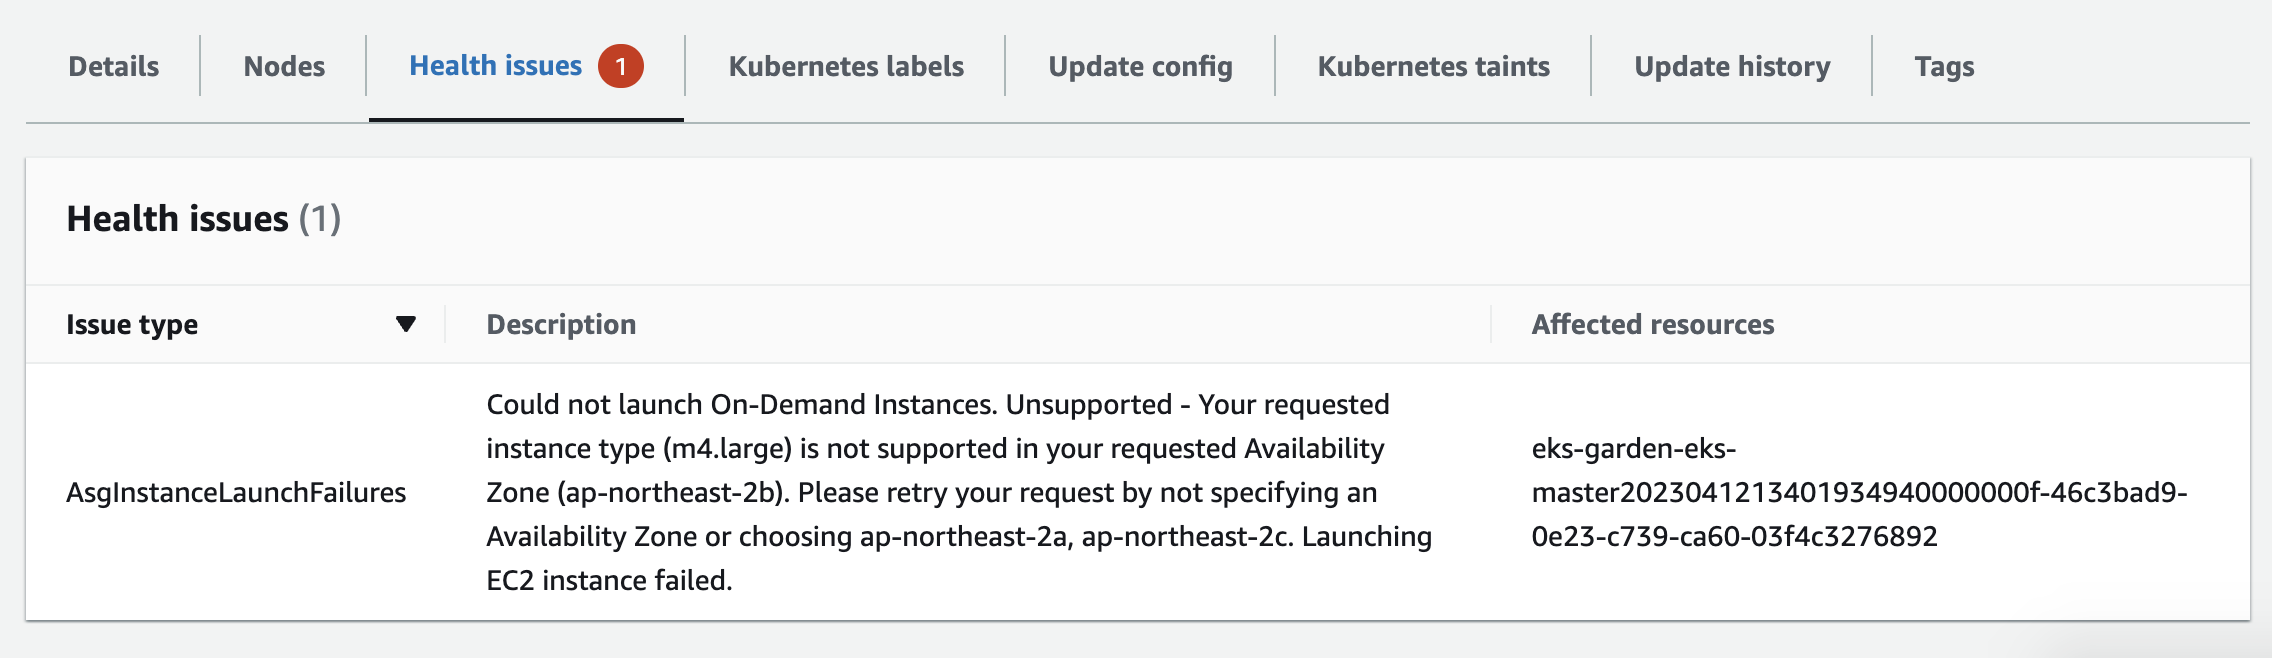 Details
Nodes
Health issues 1
Kubernetes labels
Update config
Kubernetes taints
Update history
Tags
Health issues (1)
Issue type
Description
Affected resources
AsgInstanceLaunchFailures
Could not launch On-Demand Instances. Unsupported - Your requested
instance type (m4.large) is not supported in your requested Availability
Zone (ap-northeast-2b). Please retry your request by not specifying an
Availability Zone or choosing ap-northeast-2a, ap-northeast-2c. Launching
EC2 instance failed.
eks-garden-eks-
master20230412134019349400000​00f-46c3bad9-
0e23-c739-ca60-03f4c3276892